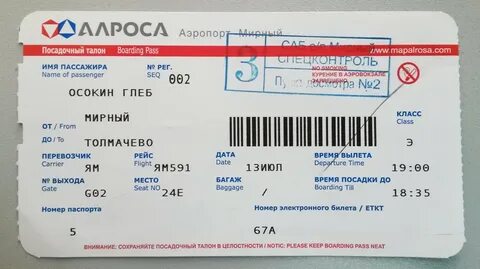 АЛРОСА Аэропорт Мирный
Посадочный талон Boarding Pass www.mapalrosa.com
САБ а/п Мирный
3 СПЕЦКОНТРОЛЬ
Пункт досмотра №2
NO SMOKING
КУРЕНИЕ В АЭРОВОКЗАЛЕ
ЗАПРЕЩЕНО
ИМЯ ПАССАЖИРА № РЕГ.
Name of passenger SEQ 002
ОСОКИН ГЛЕБ
МИРНЫЙ КЛАСС
ОТ / From Class
ДО / To ТОЛМАЧЕВО Э
ПЕРЕВОЗЧИК РЕЙС ДАТА ВРЕМЯ ВЫЛЕТА
Carrier ЯМ Flight ЯМ591 Date 13ИЮЛ Departure Time 19:00
№ ВЫХОДА МЕСТО БАГАЖ ВРЕМЯ ПОСАДКИ ДО
Gate G02 Seat NO 24E Baggage / Boarding Till 18:35
Номер паспорта Номер электронного билета / ETKT
5 67А
ВНИМАНИЕ: СОХРАНЯЙТЕ ПОСАДОЧНЫЙ ТАЛОН В ЦЕЛОСТНОСТИ / NOTIC: PLEASE KEEP BOARDING PASS NEAT